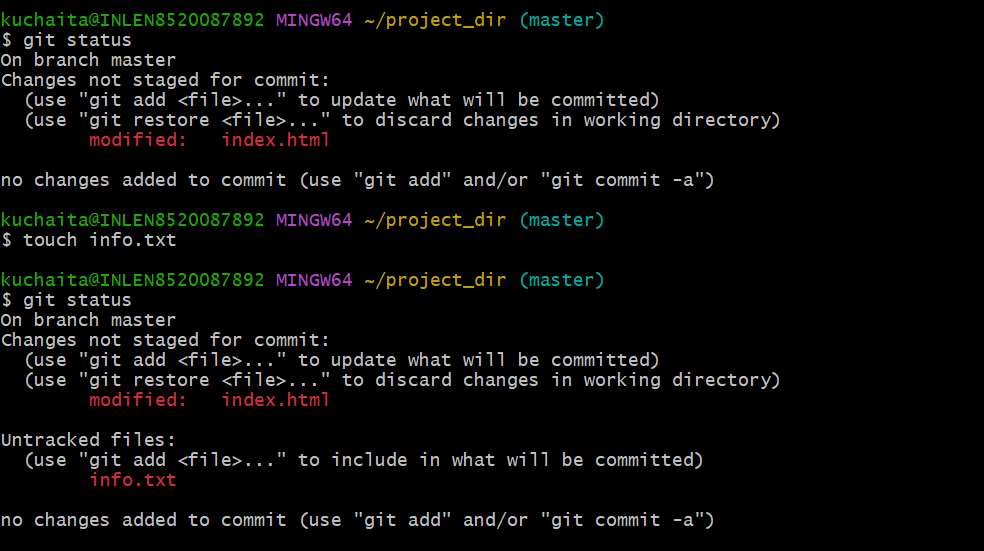 kuchaita@INLEN8520087892 MINGW64 ~/project_dir (master)
$ git status
On branch master
Changes not staged for commit:
  (use "git add <file>..." to update what will be committed)
  (use "git restore <file>..." to discard changes in working directory)
        modified:   index.html

no changes added to commit (use "git add" and/or "git commit -a")

kuchaita@INLEN8520087892 MINGW64 ~/project_dir (master)
$ touch info.txt

kuchaita@INLEN8520087892 MINGW64 ~/project_dir (master)
$ git status
On branch master
Changes not staged for commit:
  (use "git add <file>..." to update what will be committed)
  (use "git restore <file>..." to discard changes in working directory)
        modified:   index.html

Untracked files:
  (use "git add <file>..." to include in what will be committed)
        info.txt

no changes added to commit (use "git add" and/or "git commit -a")